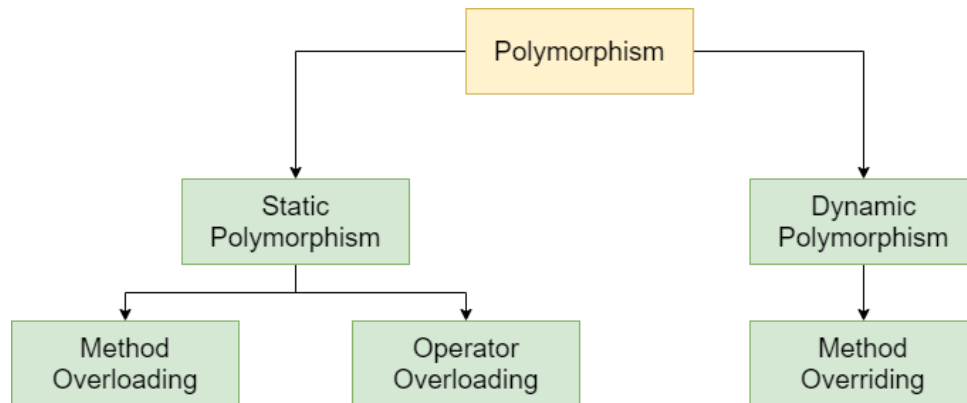 Polymorphism
Static
Polymorphism
Dynamic
Polymorphism
Method
Overloading
Operator
Overloading
Method
Overriding